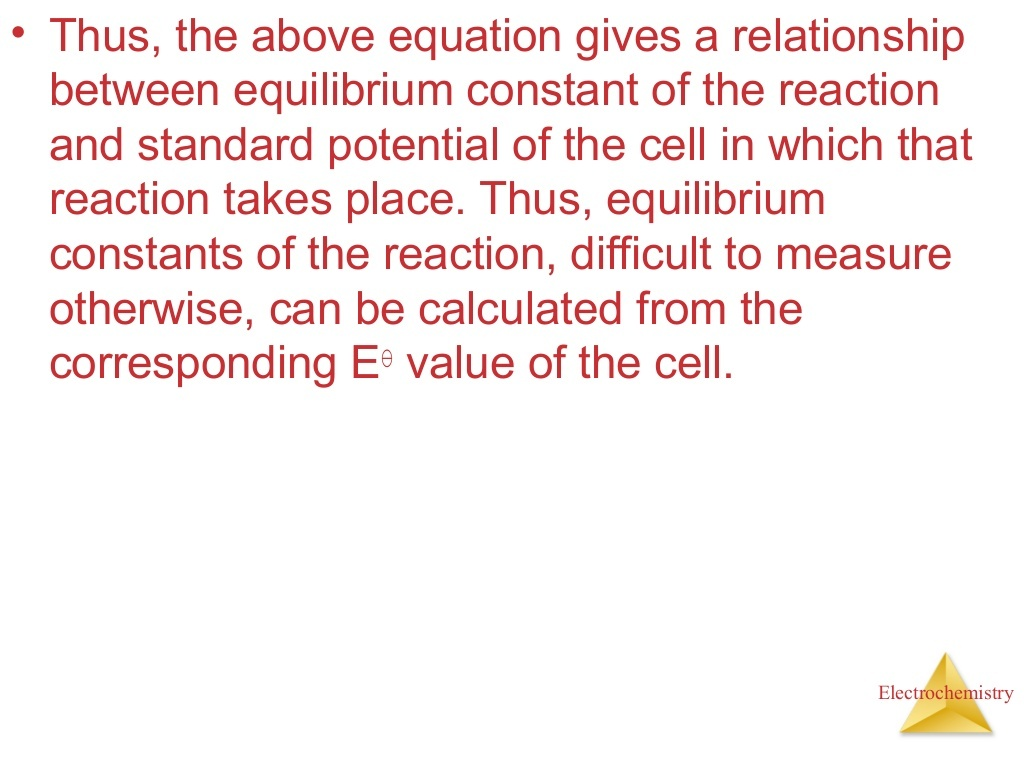 • Thus, the above equation gives a relationship
between equilibrium constant of the reaction
and standard potential of the cell in which that
reaction takes place. Thus, equilibrium
constants of the reaction, difficult to measure
otherwise, can be calculated from the
corresponding Eᶿ value of the cell.
Electrochemistry